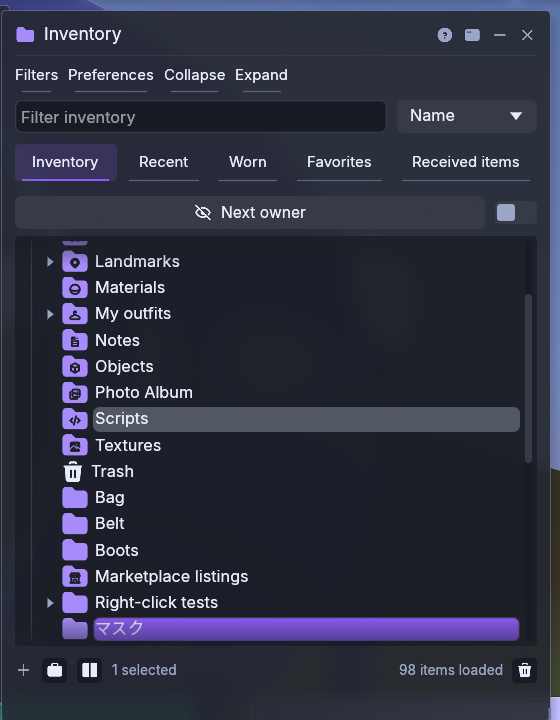 Inventory
Filters Preferences Collapse Expand
Filter inventory
Name
Inventory Recent Worn Favorites Received items
Next owner
Landmarks
Materials
My outfits
Notes
Objects
Photo Album
Scripts
Textures
Trash
Bag
Belt
Boots
Marketplace listings
Right-click tests
マスク
1 selected 98 items loaded